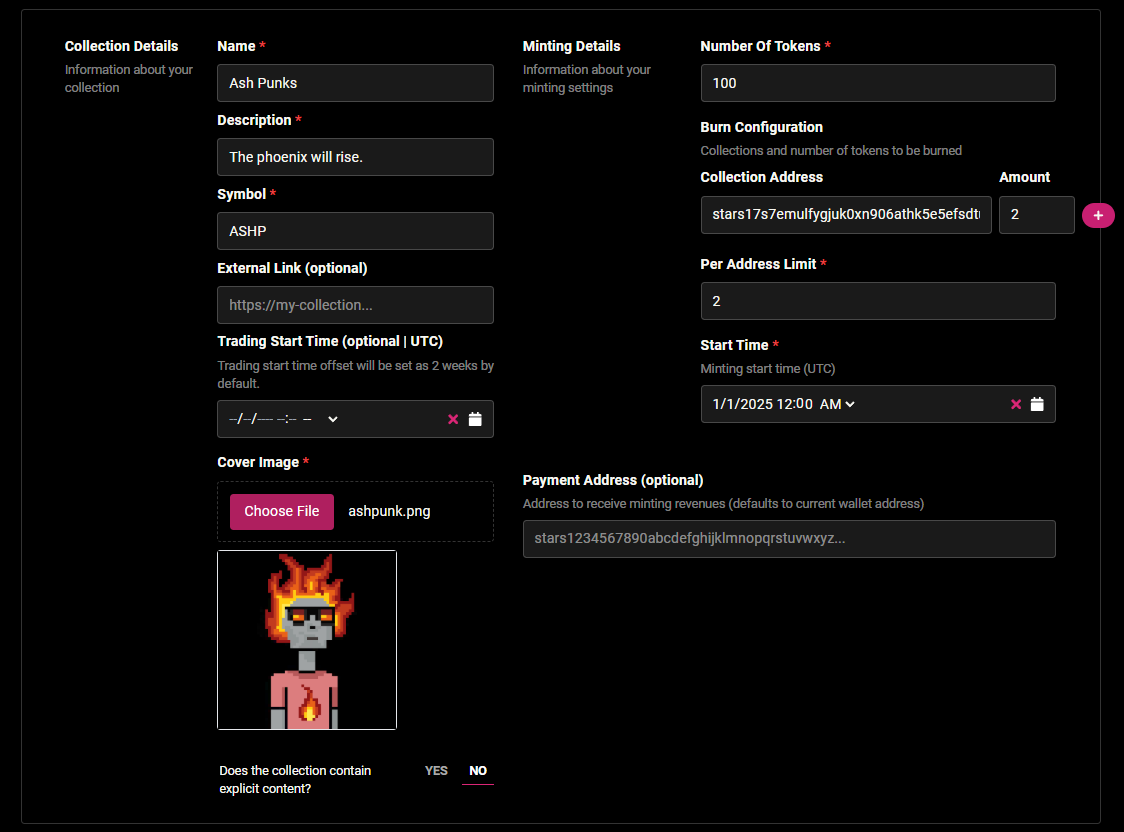 Collection Details
Information about your
collection
Name *
Ash Punks
Description *
The phoenix will rise.
Symbol *
ASHP
External Link (optional)
https://my-collection...
Trading Start Time (optional | UTC)
Trading start time offset will be set as 2 weeks by
default.
--/--/---- --:-- --
Cover Image *
Choose File ashpunk.png
Does the collection contain
explicit content?
YES NO
Minting Details
Information about your
minting settings
Number Of Tokens *
100
Burn Configuration
Collections and number of tokens to be burned
Collection Address Amount
stars17s7emulfygjuk0xn906athk5e5efsdt 2 +
Per Address Limit *
2
Start Time *
Minting start time (UTC)
1/1/2025 12:00 AM
Payment Address (optional)
Address to receive minting revenues (defaults to current wallet address)
stars1234567890abcdefghijklmnopqrstuvwxyz...